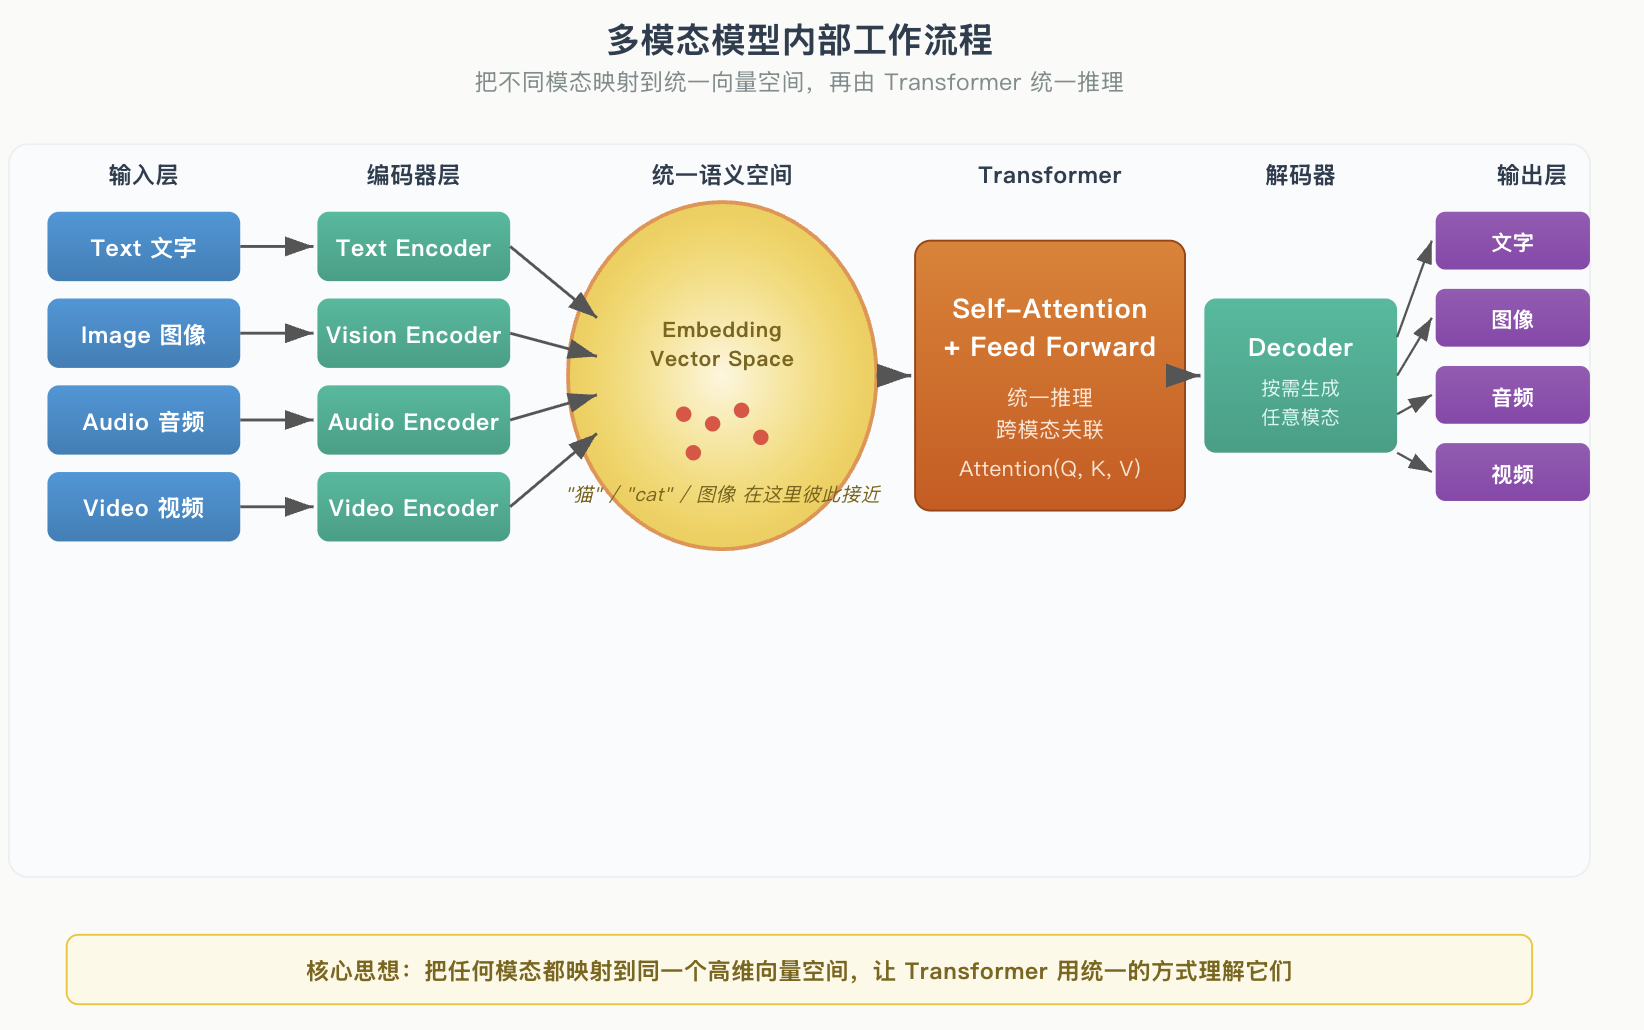 多模态模型内部工作流程
把不同模态映射到统一向量空间，再由 Transformer 统一推理
输入层
编码器层
统一语义空间
Transformer
解码器
输出层
Text 文字
Image 图像
Audio 音频
Video 视频
Text Encoder
Vision Encoder
Audio Encoder
Video Encoder
Embedding
Vector Space
"猫" / "cat" / 图像 在这里彼此接近
Self-Attention
+ Feed Forward
统一推理
跨模态关联
Attention(Q, K, V)
Decoder
按需生成
任意模态
文字
图像
音频
视频
核心思想：把任何模态都映射到同一个高维向量空间，让 Transformer 用统一的方式理解它们